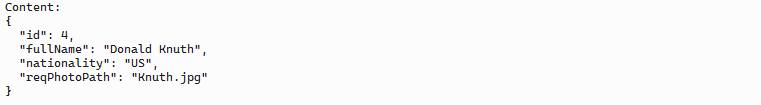 Content:
{
  "id": 4,
  "fullName": "Donald Knuth",
  "nationality": "US",
  "reqPhotoPath": "Knuth.jpg"
}